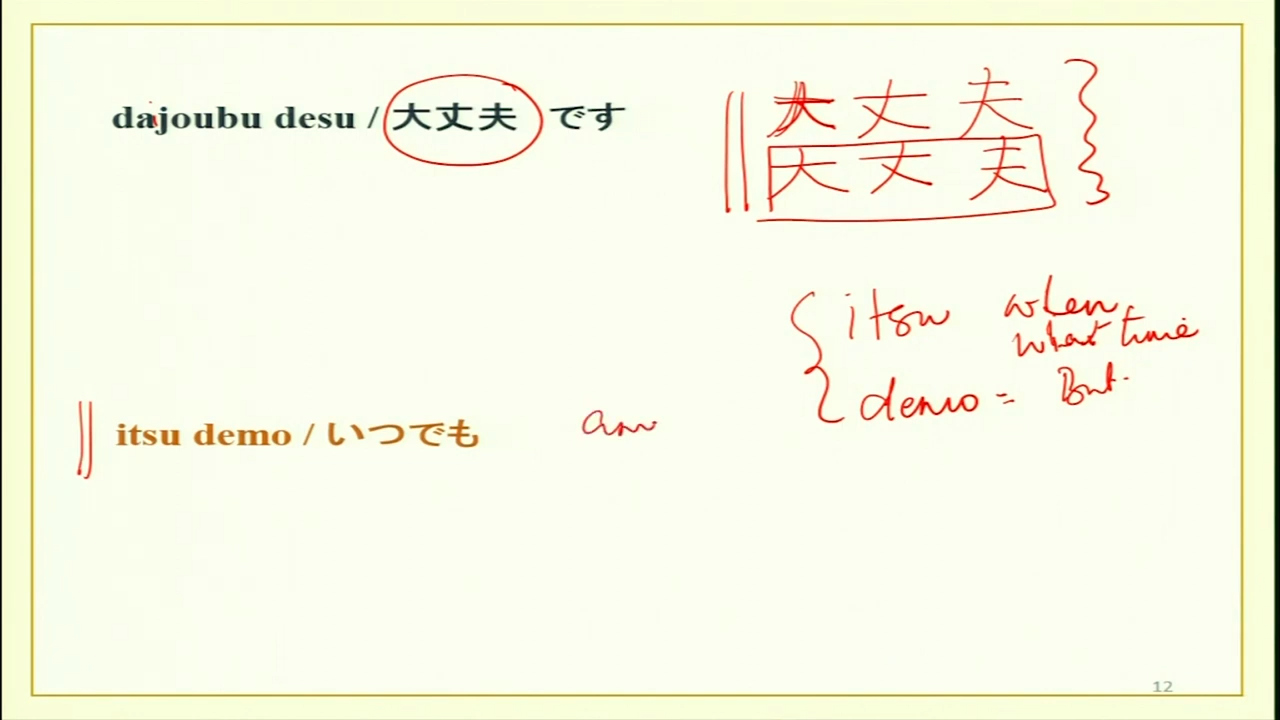 dajoubu desu / 大丈夫 です
大 丈 夫
大 丈 夫
itsu when
what time
demo = But.
itsu demo / いつでも
12